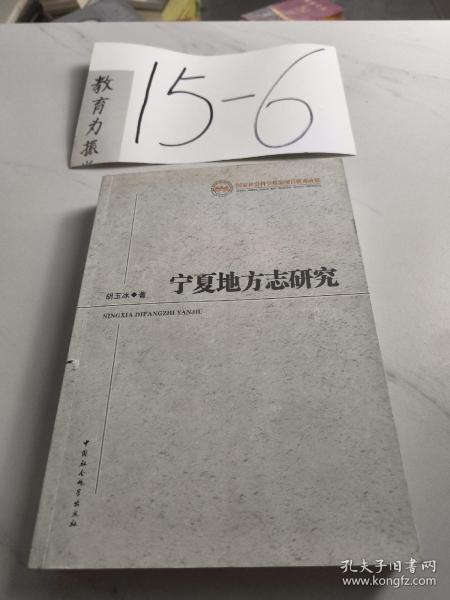 教育为振
15-6
国家社会科学基金项目优秀成果
宁夏地方志研究
胡玉冰◆著
NINGXIA DIFANGZHI YANJIU
中国社会科学出版社
孔夫子旧书网
www.kongfz.com